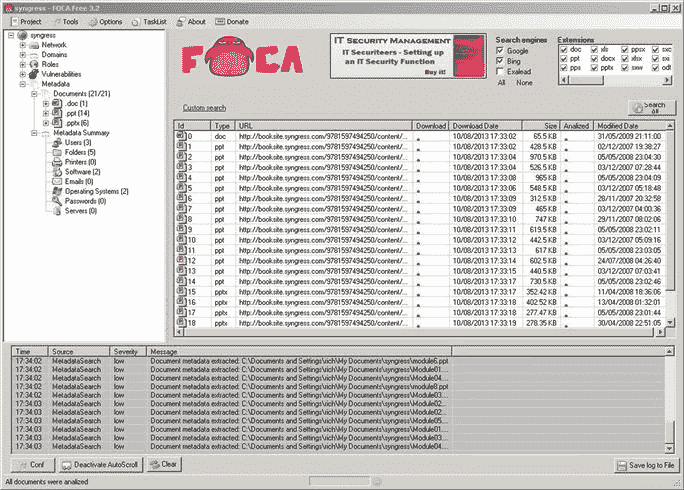 syngress - FOCA Free 3.2
Project Tools Options TaskList About Donate
syngress
Network
Domains
Roles
Vulnerabilities
Metadata
Documents (21/21)
.doc (1)
.ppt (14)
.pptx (6)
Metadata Summary
Users (3)
Folders (5)
Printers (0)
Software (2)
Emails (0)
Operating Systems (2)
Passwords (0)
Servers (0)
FOCA
IT Security Management
IT Securiteers - Setting up
an IT Security Function
Buy it!
Search engines
Google
Bing
Exalead
All None
Extensions
doc xls ppsx sxc
ppt docx xlsx sxi
pps pptx sxw odt
Custom search
Search All
Id Type URL Download Download Date Size Analized Modified Date
0 doc http://booksite.syngress.com/9781597494250/content/... 10/08/2013 17:33:02 65.5 KB 31/05/2009 21:11:00
1 ppt http://booksite.syngress.com/9781597494250/content/... 10/08/2013 17:33:02 428.5 KB 02/12/2007 19:38:27
2 ppt http://booksite.syngress.com/9781597494250/content/... 10/08/2013 17:33:04 970.5 KB 05/05/2008 23:04:30
3 ppt http://booksite.syngress.com/9781597494250/content/... 10/08/2013 17:33:04 526.5 KB 03/12/2007 07:28:44
4 ppt http://booksite.syngress.com/9781597494250/content/... 10/08/2013 17:33:08 965 KB 05/05/2008 23:04:09
5 ppt http://booksite.syngress.com/9781597494250/content/... 10/08/2013 17:33:06 548.5 KB 03/12/2007 05:18:48
6 ppt http://booksite.syngress.com/9781597494250/content/... 10/08/2013 17:33:09 312.5 KB 28/11/2007 20:32:58
7 ppt http://booksite.syngress.com/9781597494250/content/... 10/08/2013 17:33:09 465 KB 03/12/2007 04:00:36
8 ppt http://booksite.syngress.com/9781597494250/content/... 10/08/2013 17:33:10 747 KB 29/11/2007 08:02:06
9 ppt http://booksite.syngress.com/9781597494250/content/... 10/08/2013 17:33:11 619.5 KB 05/05/2008 23:02:11
10 ppt http://booksite.syngress.com/9781597494250/content/... 10/08/2013 17:33:12 442.5 KB 03/12/2007 05:09:16
11 ppt http://booksite.syngress.com/9781597494250/content/... 10/08/2013 17:33:13 617 KB 05/05/2008 23:03:05
12 ppt http://booksite.syngress.com/9781597494250/content/... 10/08/2013 17:33:14 602.5 KB 24/07/2008 04:26:40
13 ppt http://booksite.syngress.com/9781597494250/content/... 10/08/2013 17:33:15 440.5 KB 03/12/2007 07:03:41
14 ppt http://booksite.syngress.com/9781597494250/content/... 10/08/2013 17:33:16 730.5 KB 05/05/2008 23:02:46
15 pptx http://booksite.syngress.com/9781597494250/content/... 10/08/2013 17:33:17 352.42 KB 11/04/2008 18:36:06
16 pptx http://booksite.syngress.com/9781597494250/content/... 10/08/2013 17:33:18 402.52 KB 13/04/2008 01:32:01
17 pptx http://booksite.syngress.com/9781597494250/content/... 10/08/2013 17:33:18 277.47 KB 05/05/2008 23:01:44
18 pptx http://booksite.syngress.com/9781597494250/content/... 10/08/2013 17:33:19 278.35 KB 30/04/2008 22:51:05
Time Source Severity Message
17:34:02 MetadataSearch low Document metadata extracted: C:\Documents and Settings\rich\My Documents\syngress\module6.ppt
17:34:02 MetadataSearch low Document metadata extracted: C:\Documents and Settings\rich\My Documents\syngress\Module01....
17:34:02 MetadataSearch low Document metadata extracted: C:\Documents and Settings\rich\My Documents\syngress\Module04....
17:34:02 MetadataSearch low Document metadata extracted: C:\Documents and Settings\rich\My Documents\syngress\module8.ppt
17:34:03 MetadataSearch low Document metadata extracted: C:\Documents and Settings\rich\My Documents\syngress\Module03....
17:34:03 MetadataSearch low Document metadata extracted: C:\Documents and Settings\rich\My Documents\syngress\Module02....
17:34:03 MetadataSearch low Document metadata extracted: C:\Documents and Settings\rich\My Documents\syngress\Module05....
17:34:03 MetadataSearch low Document metadata extracted: C:\Documents and Settings\rich\My Documents\syngress\Module01....
17:34:03 MetadataSearch low Document metadata extracted: C:\Documents and Settings\rich\My Documents\syngress\Module02....
17:34:03 MetadataSearch low Document metadata extracted: C:\Documents and Settings\rich\My Documents\syngress\Module03....
17:34:03 MetadataSearch low Document metadata extracted: C:\Documents and Settings\rich\My Documents\syngress\Module04....
Conf Deactivate AutoScroll Clear Save log to File
All documents were analized